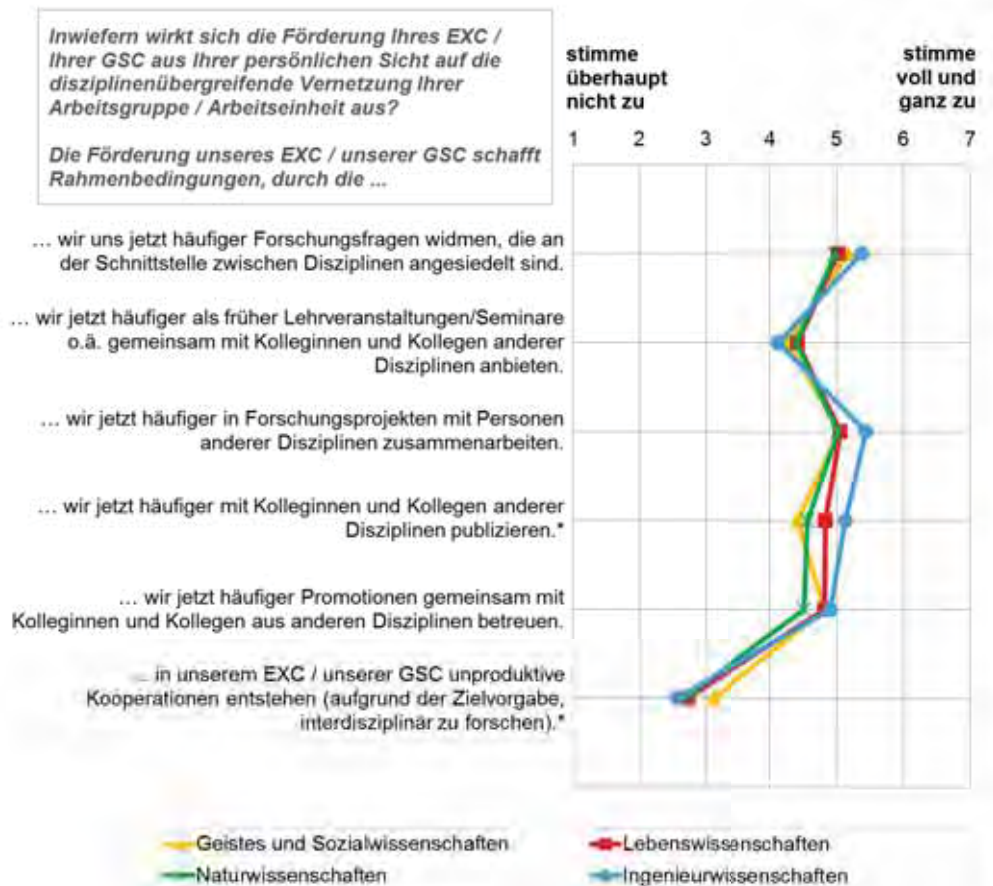 Inwiefern wirkt sich die Förderung Ihres EXC /
Ihrer GSC aus Ihrer persönlichen Sicht auf die
disziplinenübergreifende Vernetzung Ihrer
Arbeitsgruppe / Arbeitseinheit aus?
Die Förderung unseres EXC / unserer GSC schafft
Rahmenbedingungen, durch die ...
stimme
überhaupt
nicht zu
stimme
voll und
ganz zu
1 2 3 4 5 6 7
... wir uns jetzt häufiger Forschungsfragen widmen, die an
der Schnittstelle zwischen Disziplinen angesiedelt sind.
... wir jetzt häufiger als früher Lehrveranstaltungen/Seminare
o.ä. gemeinsam mit Kolleginnen und Kollegen anderer
Disziplinen anbieten.
... wir jetzt häufiger in Forschungsprojekten mit Personen
anderer Disziplinen zusammenarbeiten.
... wir jetzt häufiger mit Kolleginnen und Kollegen anderer
Disziplinen publizieren.*
... wir jetzt häufiger Promotionen gemeinsam mit
Kolleginnen und Kollegen aus anderen Disziplinen betreuen.
... in unserem EXC / unserer GSC unproduktive
Kooperationen entstehen (aufgrund der Zielvorgabe,
interdisziplinär zu forschen).*
Geistes und Sozialwissenschaften
Lebenswissenschaften
Naturwissenschaften
Ingenieurwissenschaften